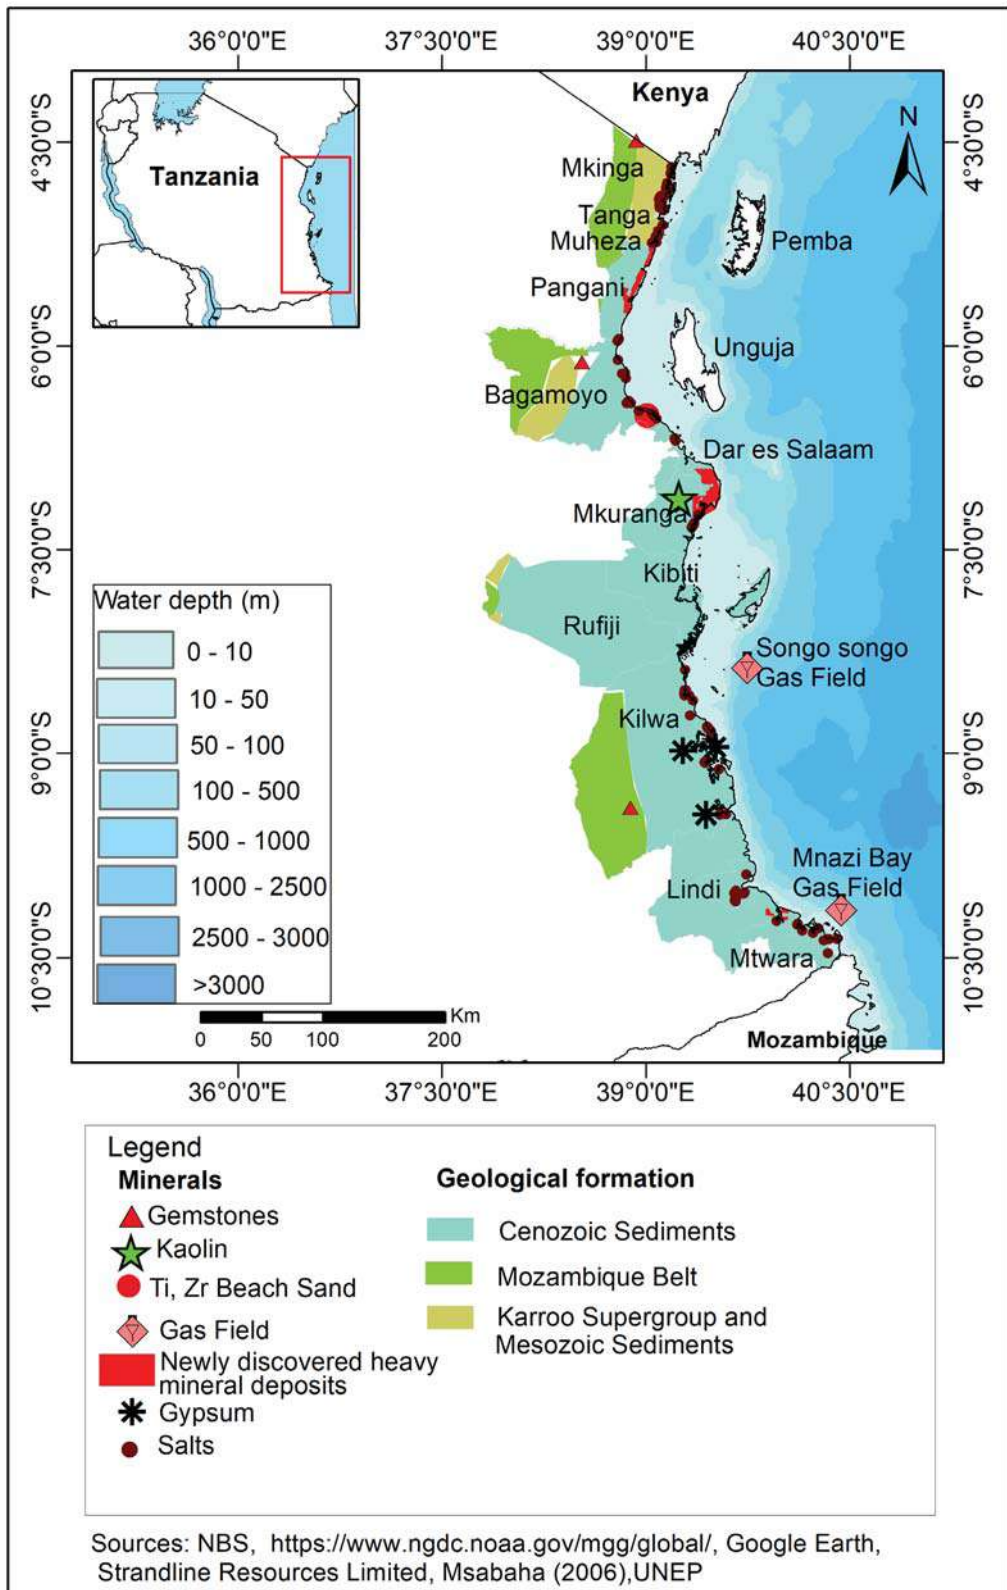 36°0'0"E 37°30'0"E 39°0'0"E 40°30'0"E
Kenya
N
4°30'0"S
4°30'0"S
Tanzania
Mkinga
Tanga
Muheza
Pemba
Pangani
6°0'0"S
6°0'0"S
Unguja
Bagamoyo
Dar es Salaam
Mkuranga
7°30'0"S
7°30'0"S
Kibiti
Rufiji
Songo songo
Gas Field
Kilwa
9°0'0"S
9°0'0"S
Mnazi Bay
Gas Field
Lindi
Mtwara
10°30'0"S
10°30'0"S
Mozambique
Water depth (m)
0 - 10
10 - 50
50 - 100
100 - 500
500 - 1000
1000 - 2500
2500 - 3000
>3000
Km
0 50 100 200
36°0'0"E 37°30'0"E 39°0'0"E 40°30'0"E
Legend
Minerals
Gemstones
Kaolin
Ti, Zr Beach Sand
Gas Field
Newly discovered heavy
mineral deposits
Gypsum
Salts
Geological formation
Cenozoic Sediments
Mozambique Belt
Karroo Supergroup and
Mesozoic Sediments
Sources: NBS, https://www.ngdc.noaa.gov/mgg/global/, Google Earth,
Strandline Resources Limited, Msabaha (2006),UNEP